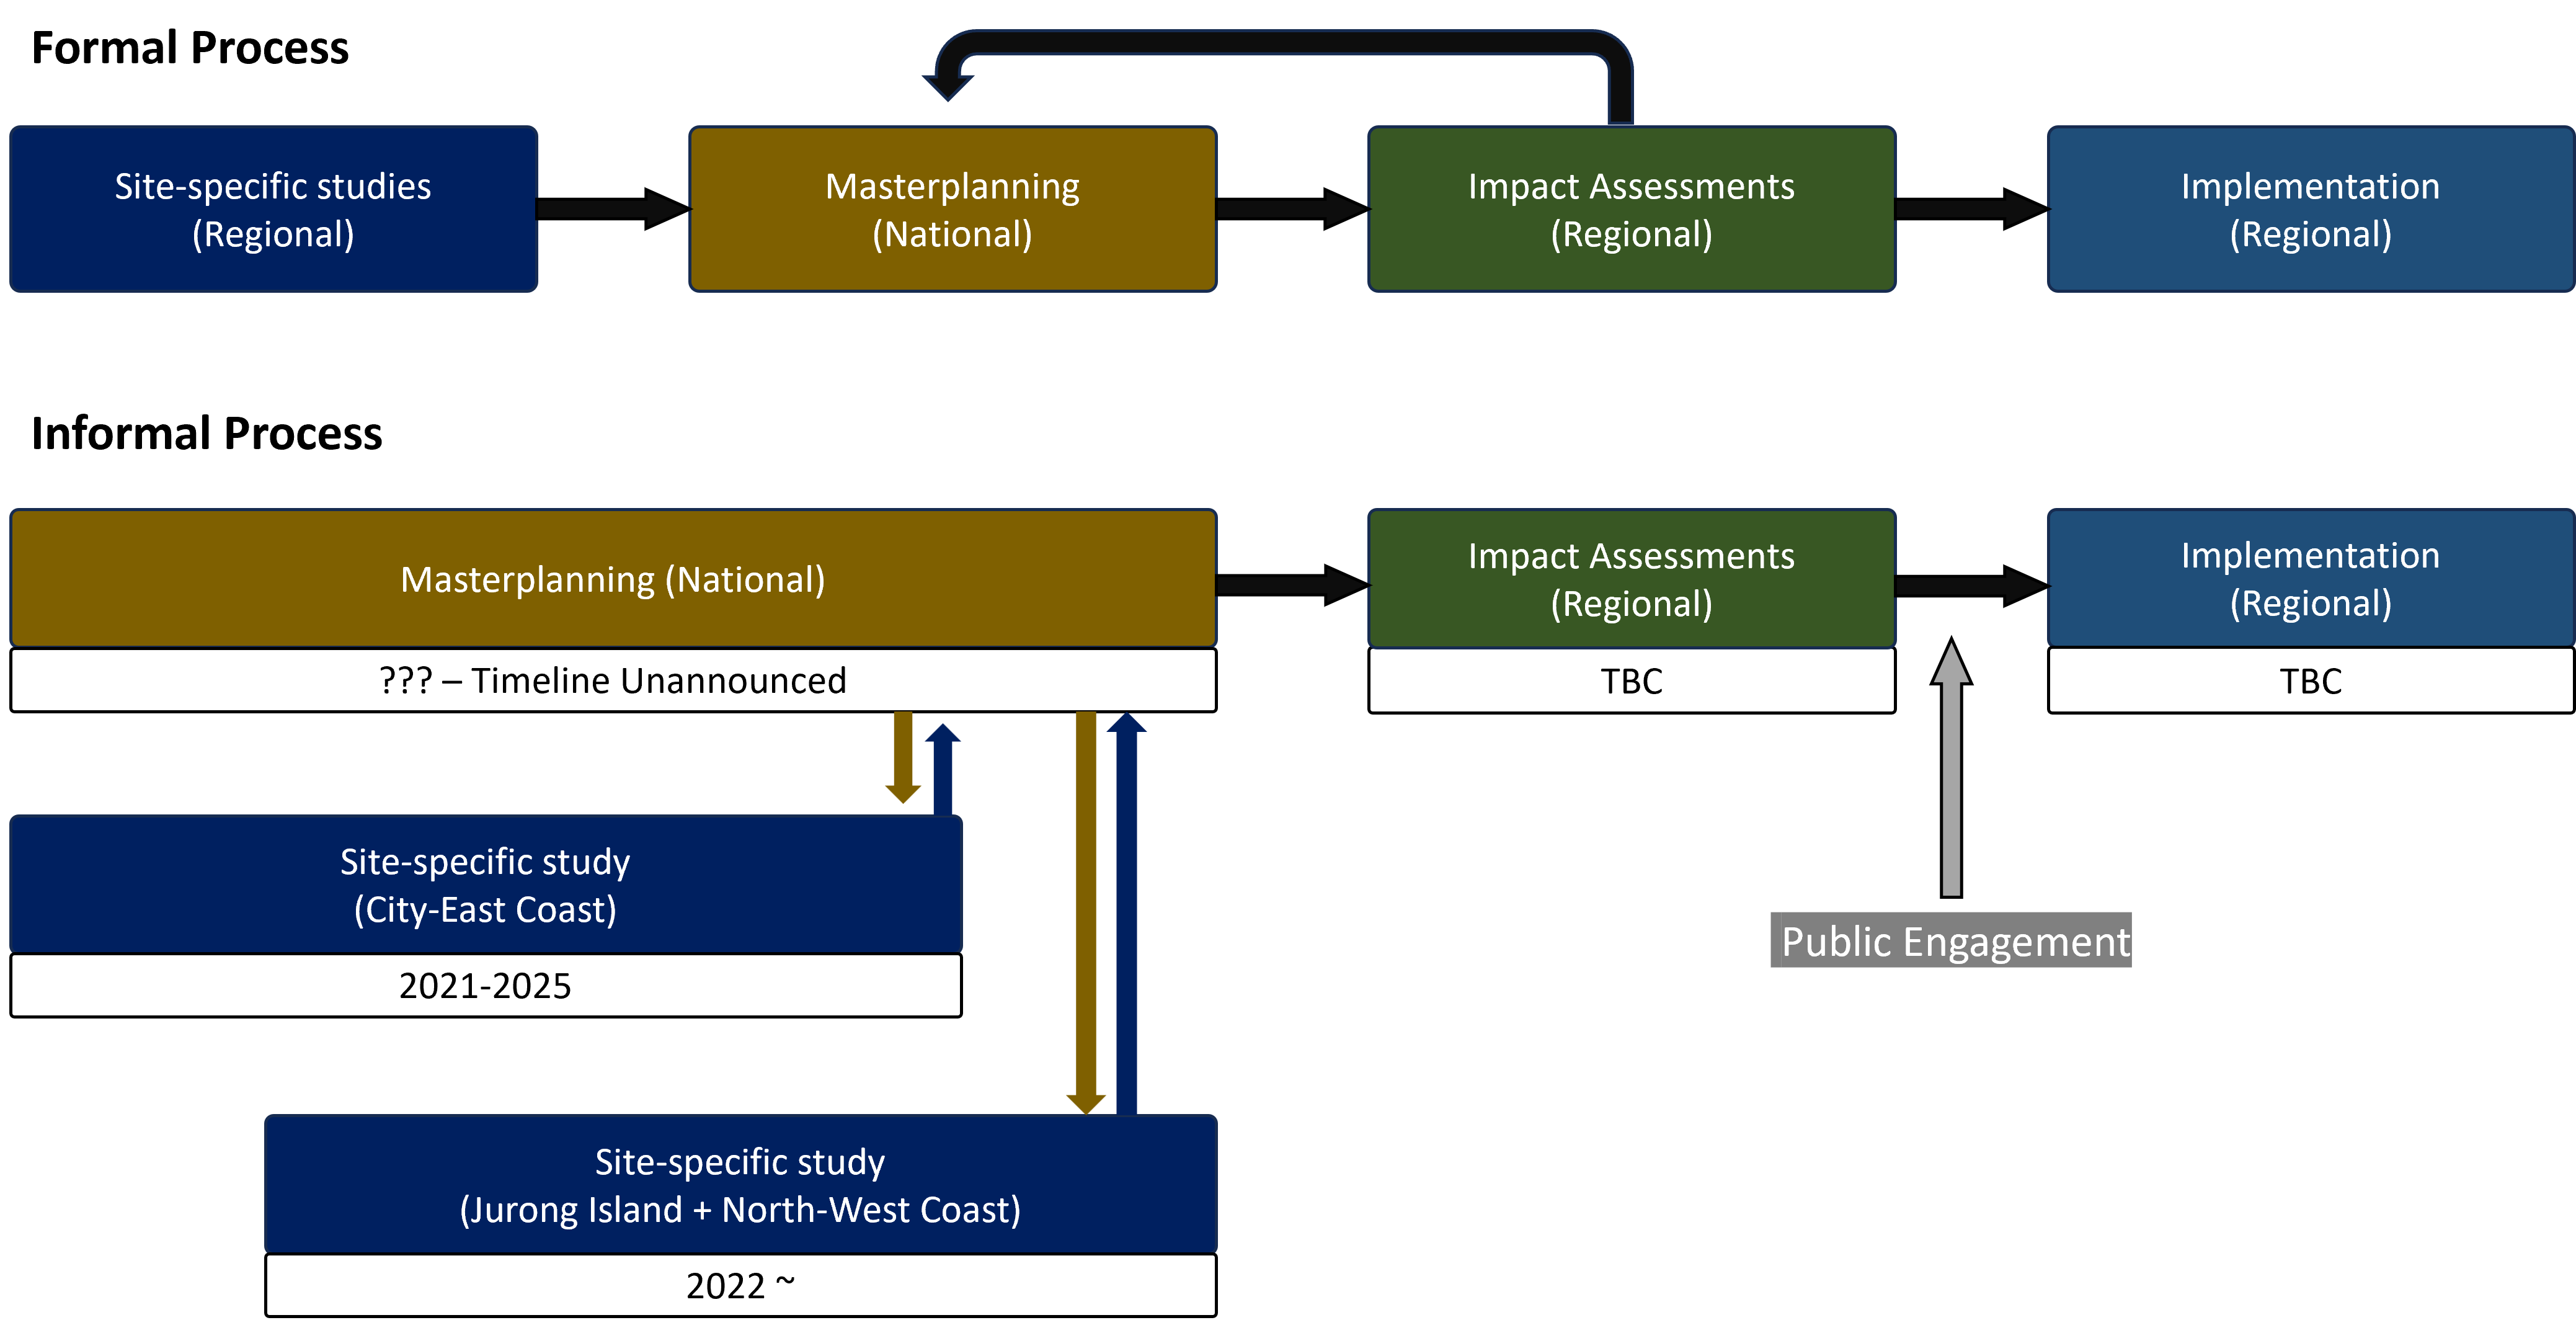 Formal Process
Site-specific studies
(Regional)
Masterplanning
(National)
Impact Assessments
(Regional)
Implementation
(Regional)
Informal Process
Masterplanning (National)
??? – Timeline Unannounced
Impact Assessments
(Regional)
TBC
Implementation
(Regional)
TBC
Site-specific study
(City-East Coast)
2021-2025
Public Engagement
Site-specific study
(Jurong Island + North-West Coast)
2022 ~